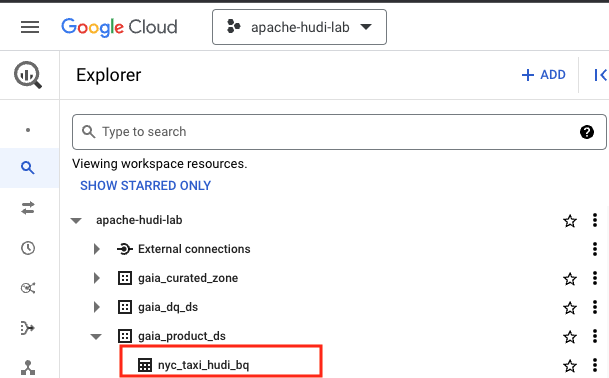 Google Cloud
apache-hudi-lab
Explorer
+ ADD
Type to search
?
Viewing workspace resources.
SHOW STARRED ONLY
apache-hudi-lab
External connections
gaia_curated_zone
gaia_dq_ds
gaia_product_ds
nyc_taxi_hudi_bq